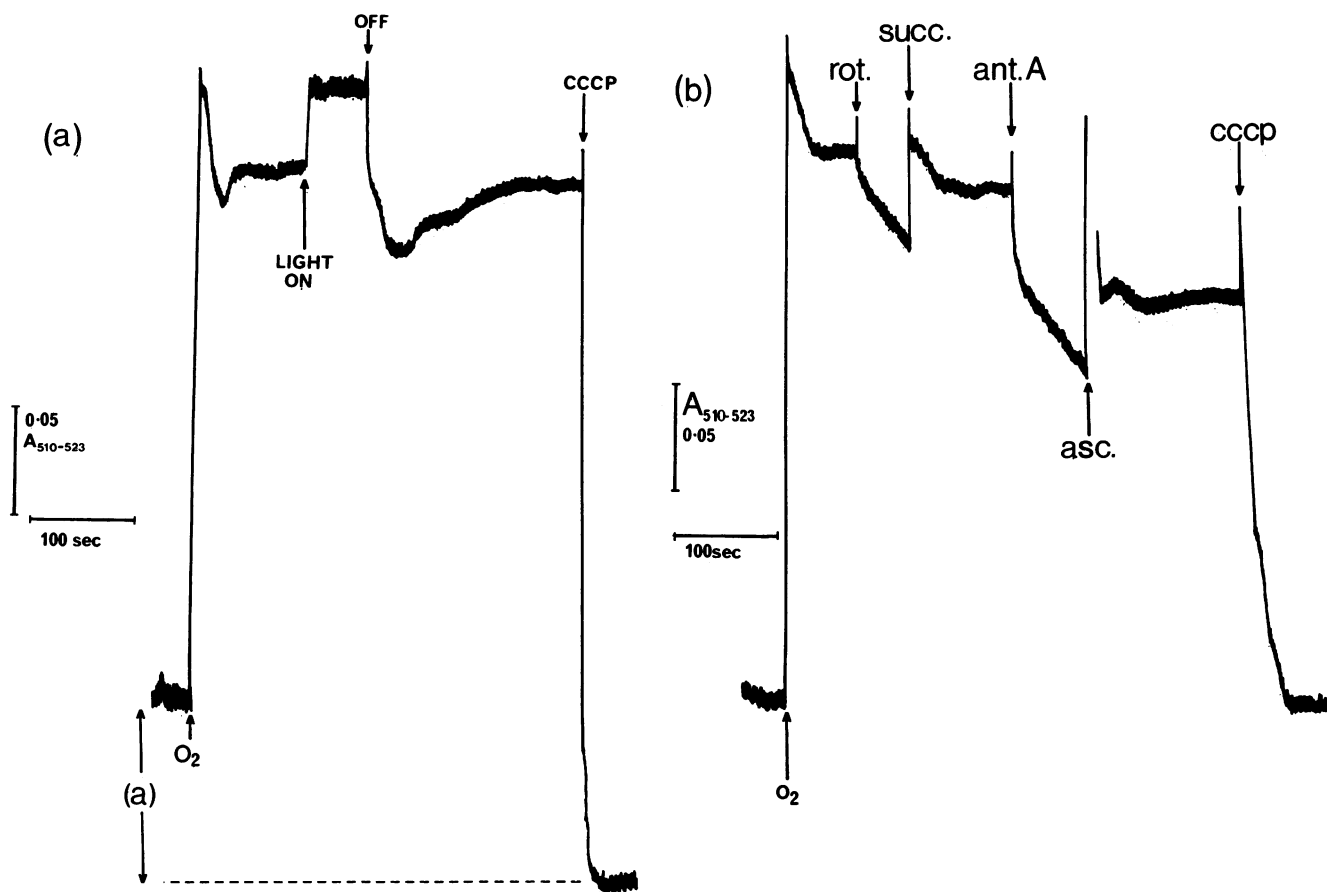 (a)
OFF
CCCP
LIGHT
ON
0·05
A510-523
100 sec
O2
(a)
(b)
rot.
succ.
ant.A
cccp
A510-523
0·05
100sec
asc.
O2